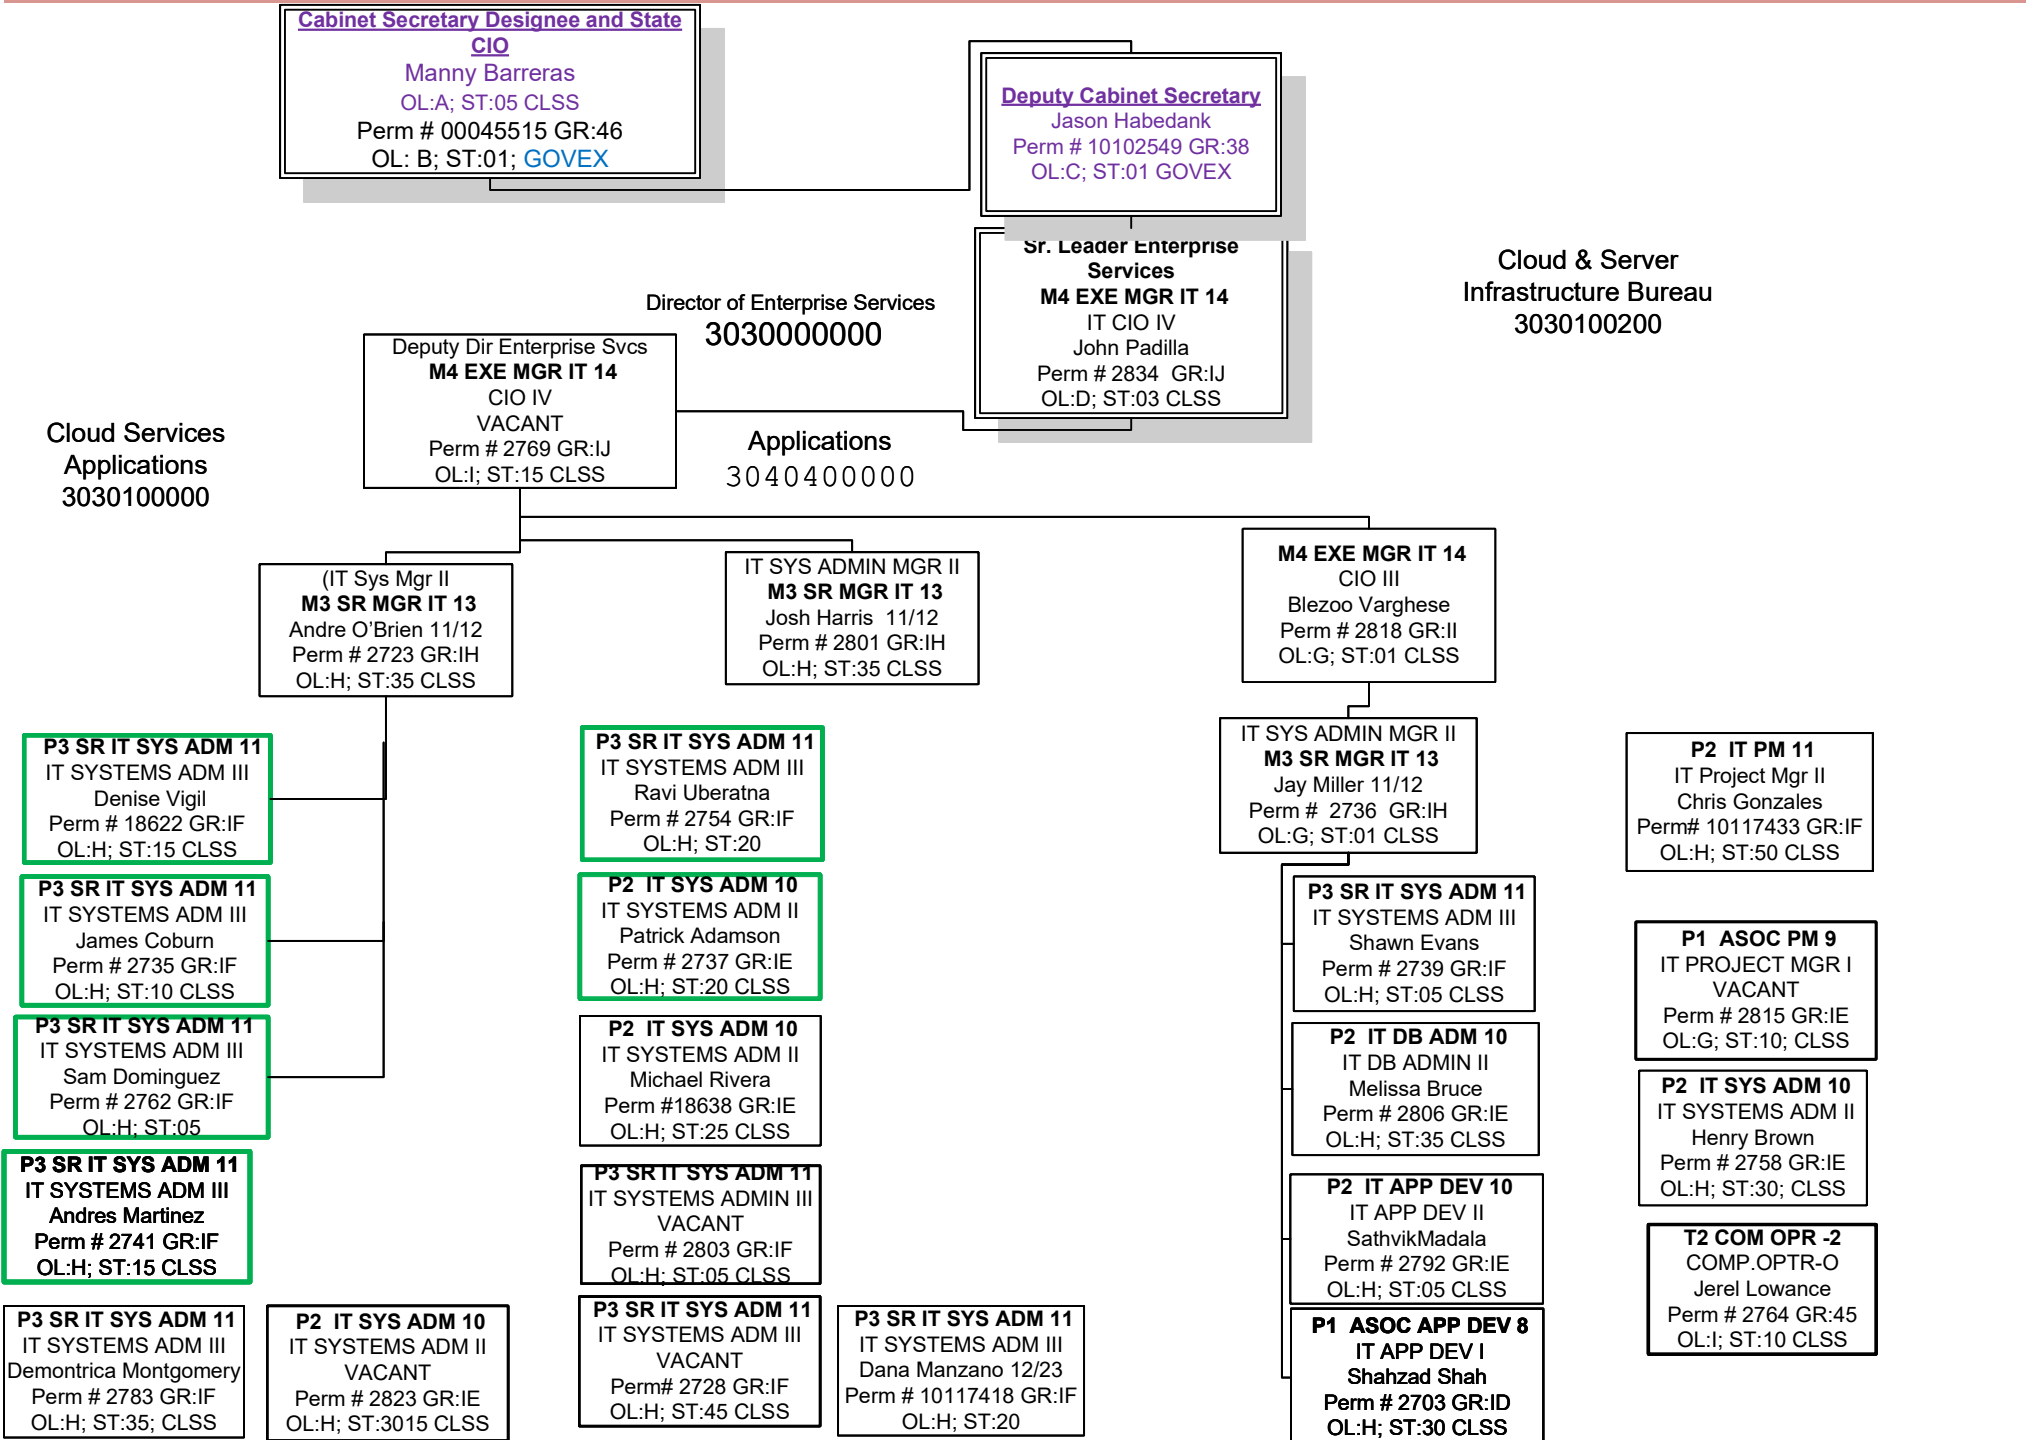 Cabinet Secretary Designee and State
CIO
Manny Barreras
OL:A; ST:05 CLSS
Perm # 00045515 GR:46
OL: B; ST:01; GOVEX
Deputy Cabinet Secretary
Jason Habedank
Perm # 10102549 GR:38
OL:C; ST:01 GOVEX
Sr. Leader Enterprise
Services
M4 EXE MGR IT 14
IT CIO IV
John Padilla
Perm # 2834  GR:IJ
OL:D; ST:03 CLSS
Cloud & Server
Infrastructure Bureau
3030100200
Director of Enterprise Services
3030000000
Deputy Dir Enterprise Svcs
M4 EXE MGR IT 14
CIO IV
VACANT
Perm # 2769 GR:IJ
OL:I; ST:15 CLSS
Cloud Services
Applications
3030100000
Applications
3040400000
(IT Sys Mgr II
M3 SR MGR IT 13
Andre O'Brien 11/12
Perm # 2723 GR:IH
OL:H; ST:35 CLSS
IT SYS ADMIN MGR II
M3 SR MGR IT 13
Josh Harris  11/12
Perm # 2801 GR:IH
OL:H; ST:35 CLSS
M4 EXE MGR IT 14
CIO III
Blezoo Varghese
Perm # 2818 GR:II
OL:G; ST:01 CLSS
P3 SR IT SYS ADM 11
IT SYSTEMS ADM III
Denise Vigil
Perm # 18622 GR:IF
OL:H; ST:15 CLSS
P3 SR IT SYS ADM 11
IT SYSTEMS ADM III
James Coburn
Perm # 2735 GR:IF
OL:H; ST:10 CLSS
P3 SR IT SYS ADM 11
IT SYSTEMS ADM III
Sam Dominguez
Perm # 2762 GR:IF
OL:H; ST:05
P3 SR IT SYS ADM 11
IT SYSTEMS ADM III
Andres Martinez
Perm # 2741 GR:IF
OL:H; ST:15 CLSS
P3 SR IT SYS ADM 11
IT SYSTEMS ADM III
Demontrica Montgomery
Perm # 2783 GR:IF
OL:H; ST:35; CLSS
P2  IT SYS ADM 10
IT SYSTEMS ADM II
VACANT
Perm # 2823 GR:IE
OL:H; ST:3015 CLSS
P3 SR IT SYS ADM 11
IT SYSTEMS ADM III
Ravi Uberatna
Perm # 2754 GR:IF
OL:H; ST:20
P2  IT SYS ADM 10
IT SYSTEMS ADM II
Patrick Adamson
Perm # 2737 GR:IE
OL:H; ST:20 CLSS
P2  IT SYS ADM 10
IT SYSTEMS ADM II
Michael Rivera
Perm #18638 GR:IE
OL:H; ST:25 CLSS
P3 SR IT SYS ADM 11
IT SYSTEMS ADMIN III
VACANT
Perm # 2803 GR:IF
OL:H; ST:05 CLSS
P3 SR IT SYS ADM 11
IT SYSTEMS ADM III
VACANT
Perm# 2728 GR:IF
OL:H; ST:45 CLSS
P3 SR IT SYS ADM 11
IT SYSTEMS ADM III
Dana Manzano 12/23
Perm # 10117418 GR:IF
OL:H; ST:20
IT SYS ADMIN MGR II
M3 SR MGR IT 13
Jay Miller 11/12
Perm #  2736  GR:IH
OL:G; ST:01 CLSS
P3 SR IT SYS ADM 11
IT SYSTEMS ADM III
Shawn Evans
Perm # 2739 GR:IF
OL:H; ST:05 CLSS
P2  IT DB ADM 10
IT DB ADMIN II
Melissa Bruce
Perm # 2806 GR:IE
OL:H; ST:35 CLSS
P2  IT APP DEV 10
IT APP DEV II
SathvikMadala
Perm # 2792 GR:IE
OL:H; ST:05 CLSS
P1  ASOC APP DEV 8
IT APP DEV I
Shahzad Shah
Perm # 2703 GR:ID
OL:H; ST:30 CLSS
P2  IT PM 11
IT Project Mgr II
Chris Gonzales
Perm# 10117433 GR:IF
OL:H; ST:50 CLSS
P1  ASOC PM 9
IT PROJECT MGR I
VACANT
Perm # 2815 GR:IE
OL:G; ST:10; CLSS
P2  IT SYS ADM 10
IT SYSTEMS ADM II
Henry Brown
Perm # 2758 GR:IE
OL:H; ST:30; CLSS
T2 COM OPR -2
COMP.OPTR-O
Jerel Lowance
Perm # 2764 GR:45
OL:I; ST:10 CLSS